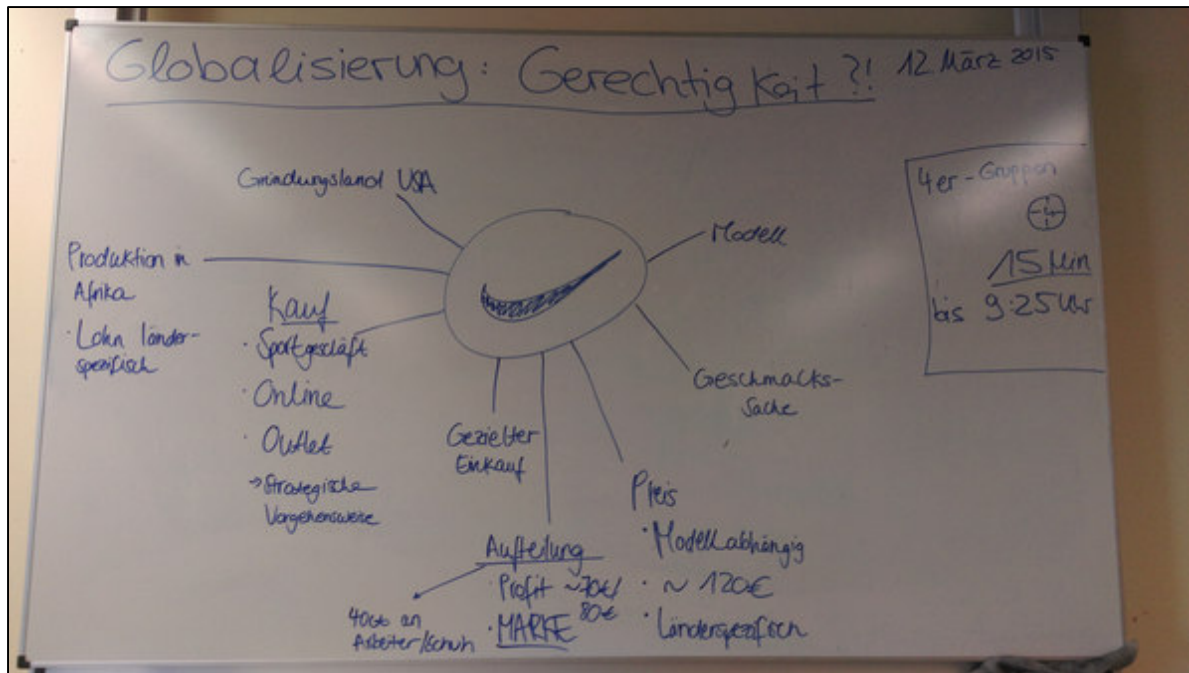 Globalisierung: Gerechtigkeit ?!
12 März 2015
Gründungsland USA
Produktion in
Afrika
· Lohn länder-
spezifisch
Kauf
· Sportgeschäft
· Online
· Outlet
→ Strategische
Vorgehensweise
Gezielter
Einkauf
Aufteilung
· Profit ~70€/
80€
· MARKE
40ct an
Arbeiter/Schuh
Preis
· Modellabhängig
· ~ 120€
· Länderspezifisch
Geschmacks-
Sache
Modell
4er-Gruppen
15 Min
bis 9:25 Uhr